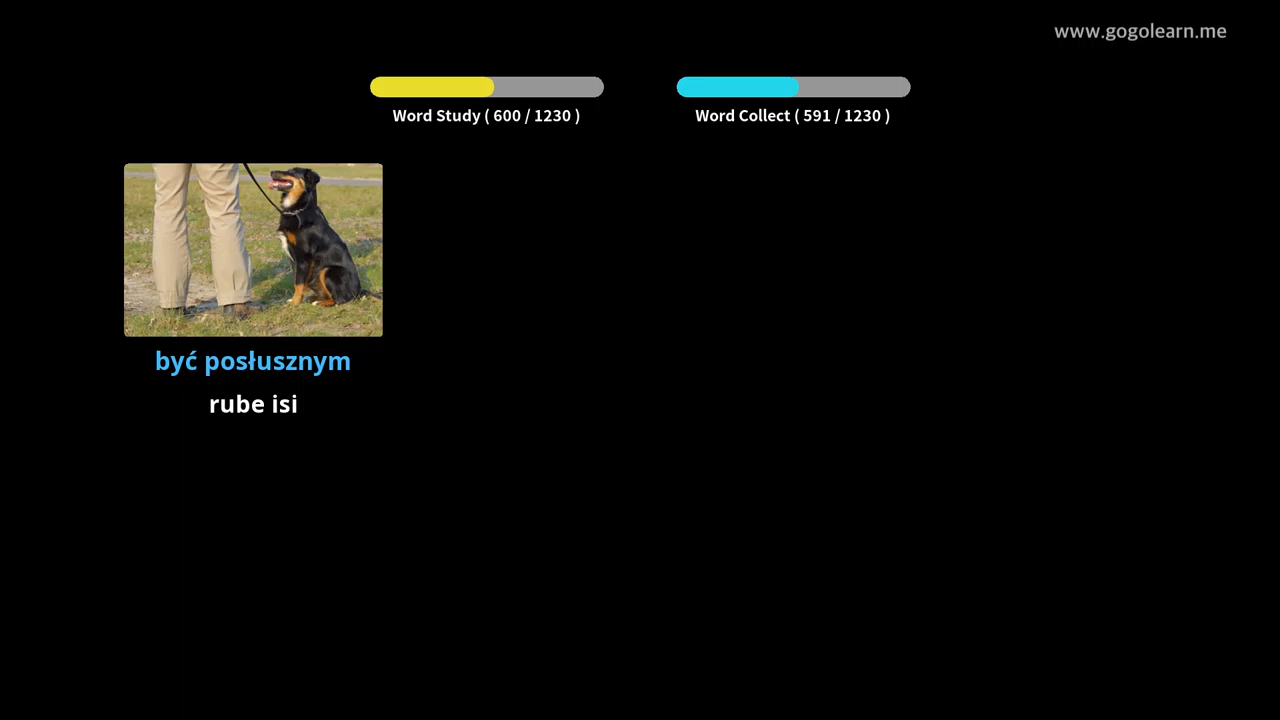 www.gogolearn.me
Word Study ( 600 / 1230 )
Word Collect ( 591 / 1230 )
być posłusznym
rube isi